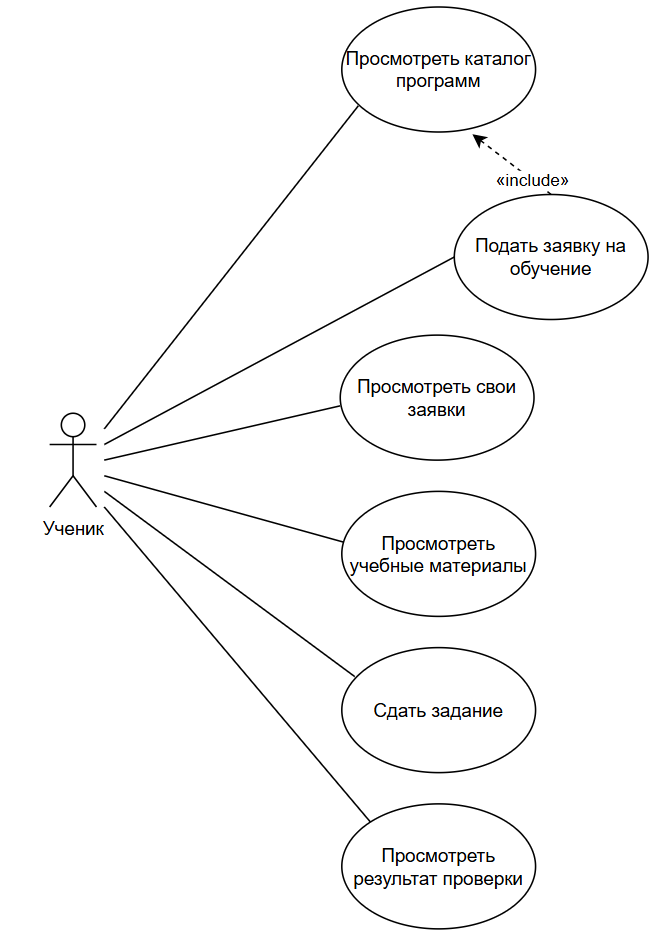 Просмотреть каталог
программ
«include»
Подать заявку на
обучение
Просмотреть свои
заявки
Ученик
Просмотреть
учебные материалы
Сдать задание
Просмотреть
результат проверки